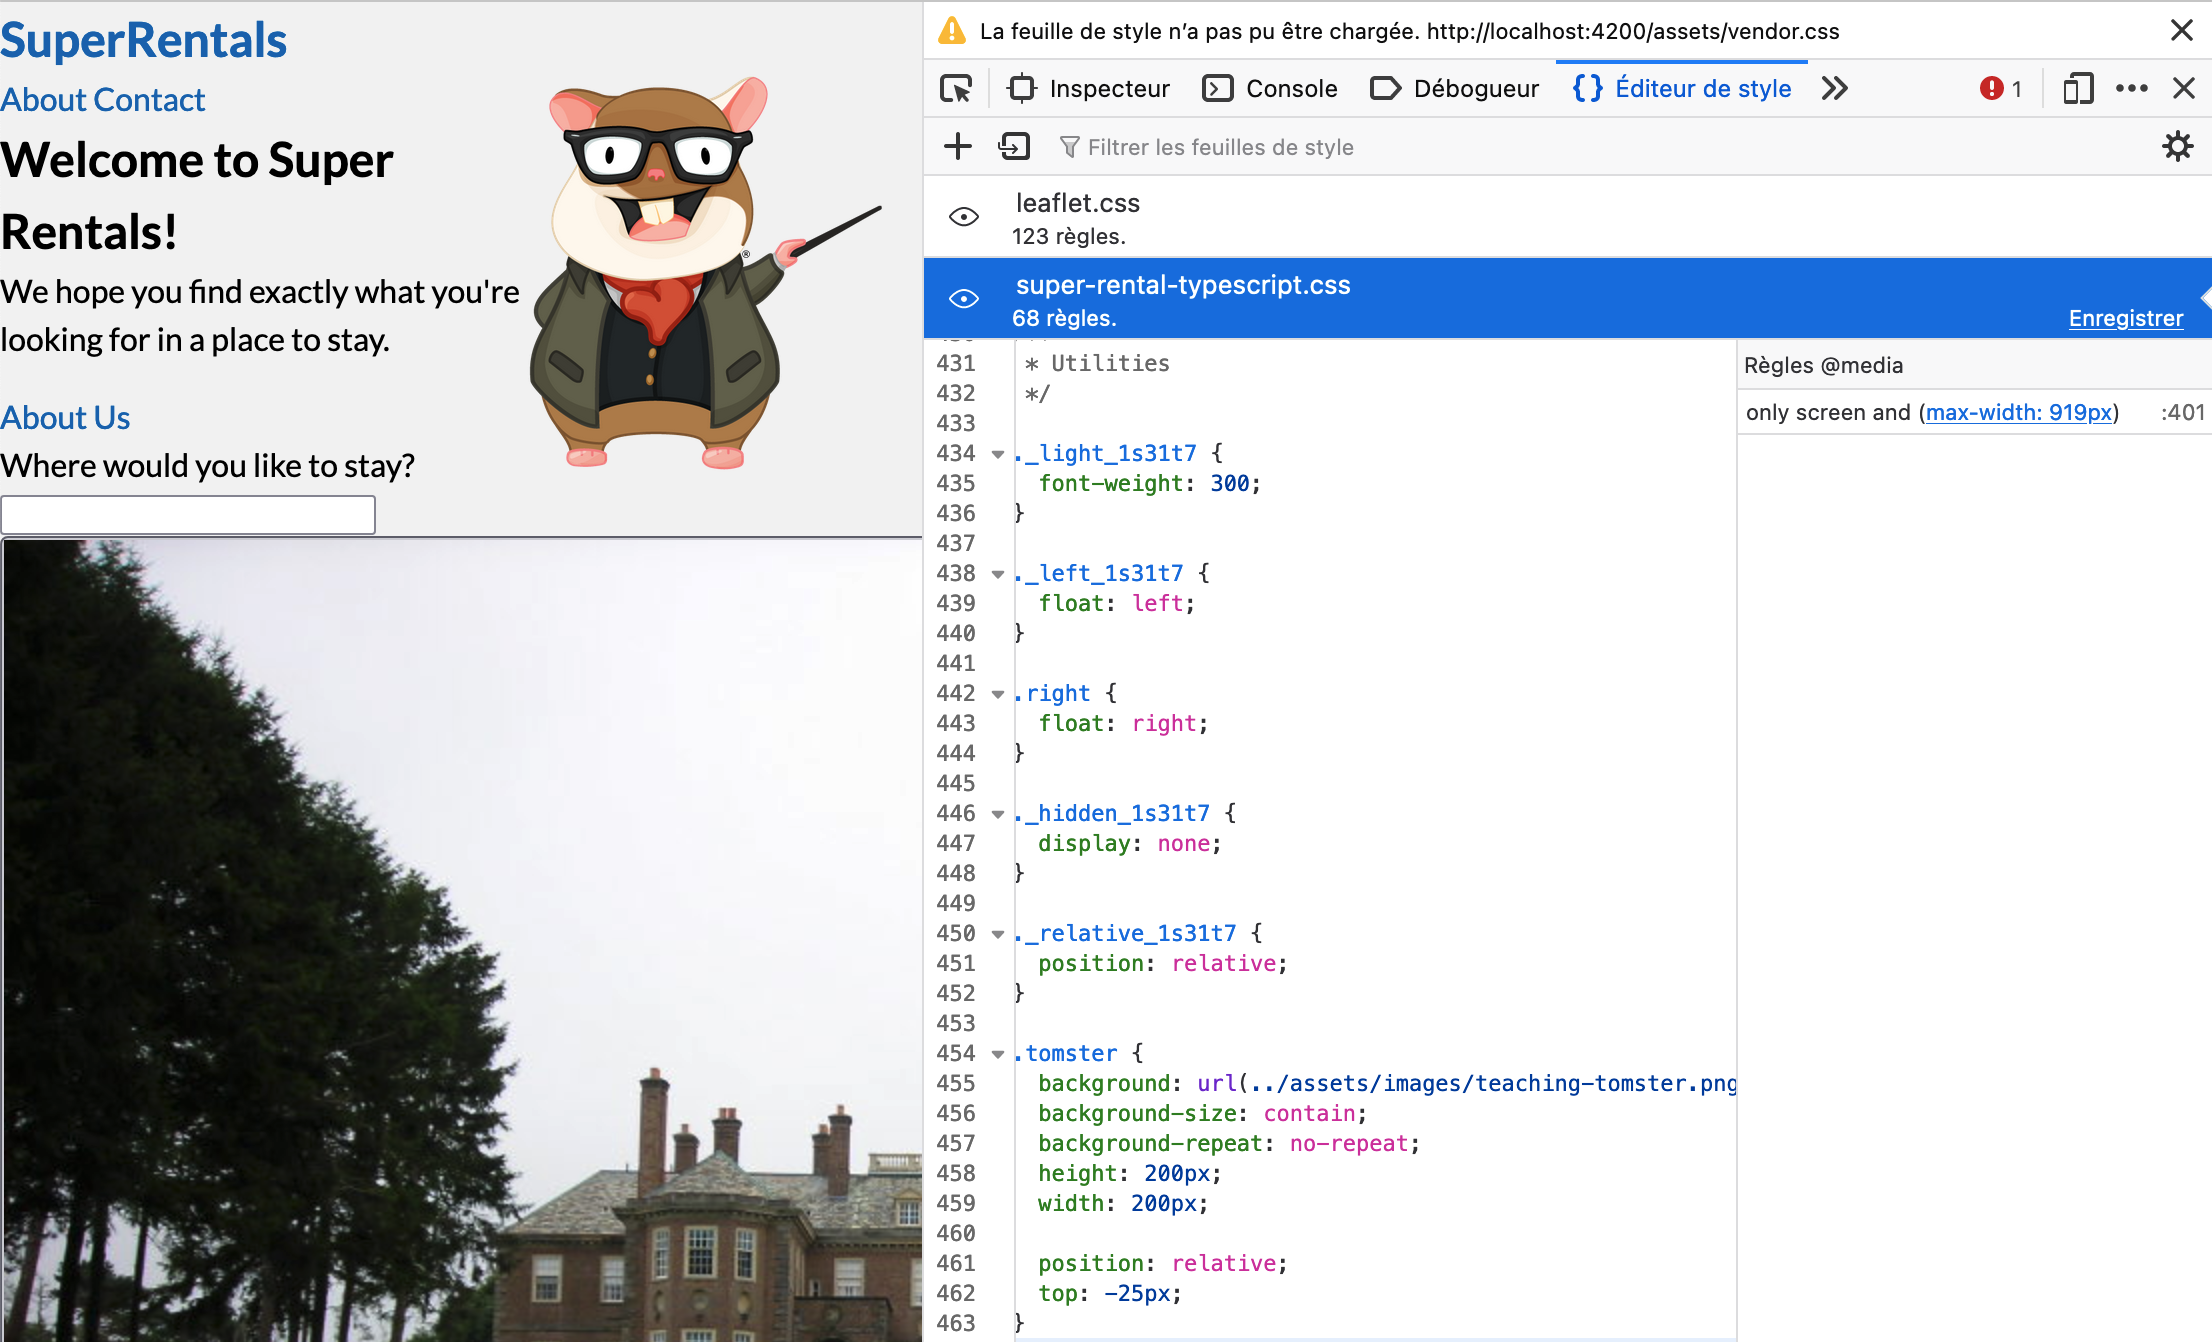 SuperRentals
About Contact
Welcome to Super
Rentals!
We hope you find exactly what you're
looking for in a place to stay.
About Us
Where would you like to stay?
®
La feuille de style n’a pas pu être chargée. http://localhost:4200/assets/vendor.css
Inspecteur Console Débogueur {} Éditeur de style 1
Filtrer les feuilles de style
leaflet.css
123 règles.
super-rental-typescript.css
68 règles.
Enregistrer
431 * Utilities
432 */
433
434 ._light_1s31t7 {
435 font-weight: 300;
436 }
437
438 ._left_1s31t7 {
439 float: left;
440 }
441
442 .right {
443 float: right;
444 }
445
446 ._hidden_1s31t7 {
447 display: none;
448 }
449
450 ._relative_1s31t7 {
451 position: relative;
452 }
453
454 .tomster {
455 background: url(../assets/images/teaching-tomster.png
456 background-size: contain;
457 background-repeat: no-repeat;
458 height: 200px;
459 width: 200px;
460
461 position: relative;
462 top: -25px;
463 }
Règles @media
only screen and (max-width: 919px) :401